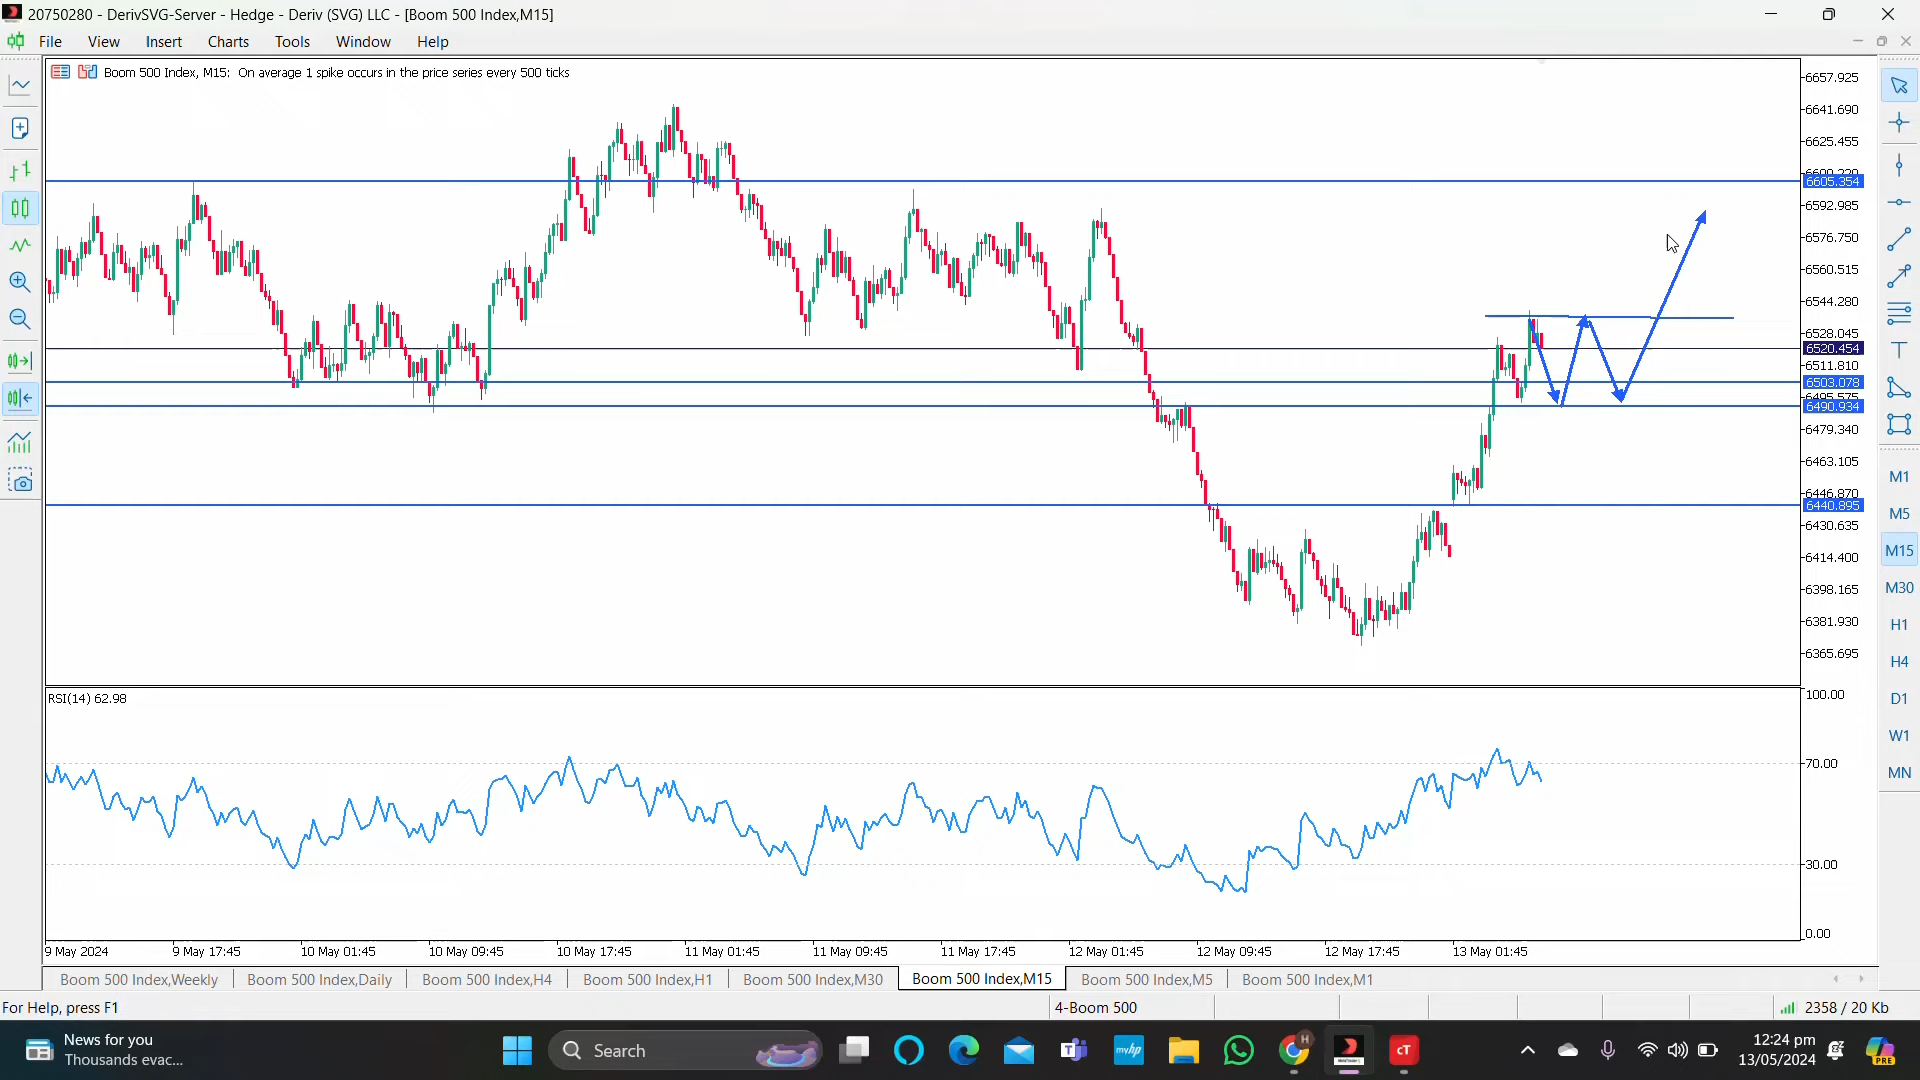 20750280 - DerivSVG-Server - Hedge - Deriv (SVG) LLC - [Boom 500 Index,M15]
File View Insert Charts Tools Window Help
Boom 500 Index, M15: On average 1 spike occurs in the price series every 500 ticks
6657.925
6641.690
6625.455
6605.354
6592.985
6576.750
6560.515
6544.280
6528.045
6520.454
6511.810
6503.078
6490.934
6479.340
6463.105
6446.870
6440.895
6430.635
6414.400
6398.165
6381.930
6365.695
M1
M5
M15
M30
H1
H4
D1
W1
MN
RSI(14) 62.98
100.00
70.00
30.00
0.00
9 May 2024 9 May 17:45 10 May 01:45 10 May 09:45 10 May 17:45 11 May 01:45 11 May 09:45 11 May 17:45 12 May 01:45 12 May 09:45 12 May 17:45 13 May 01:45
Boom 500 Index,Weekly Boom 500 Index,Daily Boom 500 Index,H4 Boom 500 Index,H1 Boom 500 Index,M30 Boom 500 Index,M15 Boom 500 Index,M5 Boom 500 Index,M1
For Help, press F1 4-Boom 500 2358 / 20 Kb
News for you
Thousands evac...
Search
myhp
H
cT
12:24 pm
13/05/2024
PRE